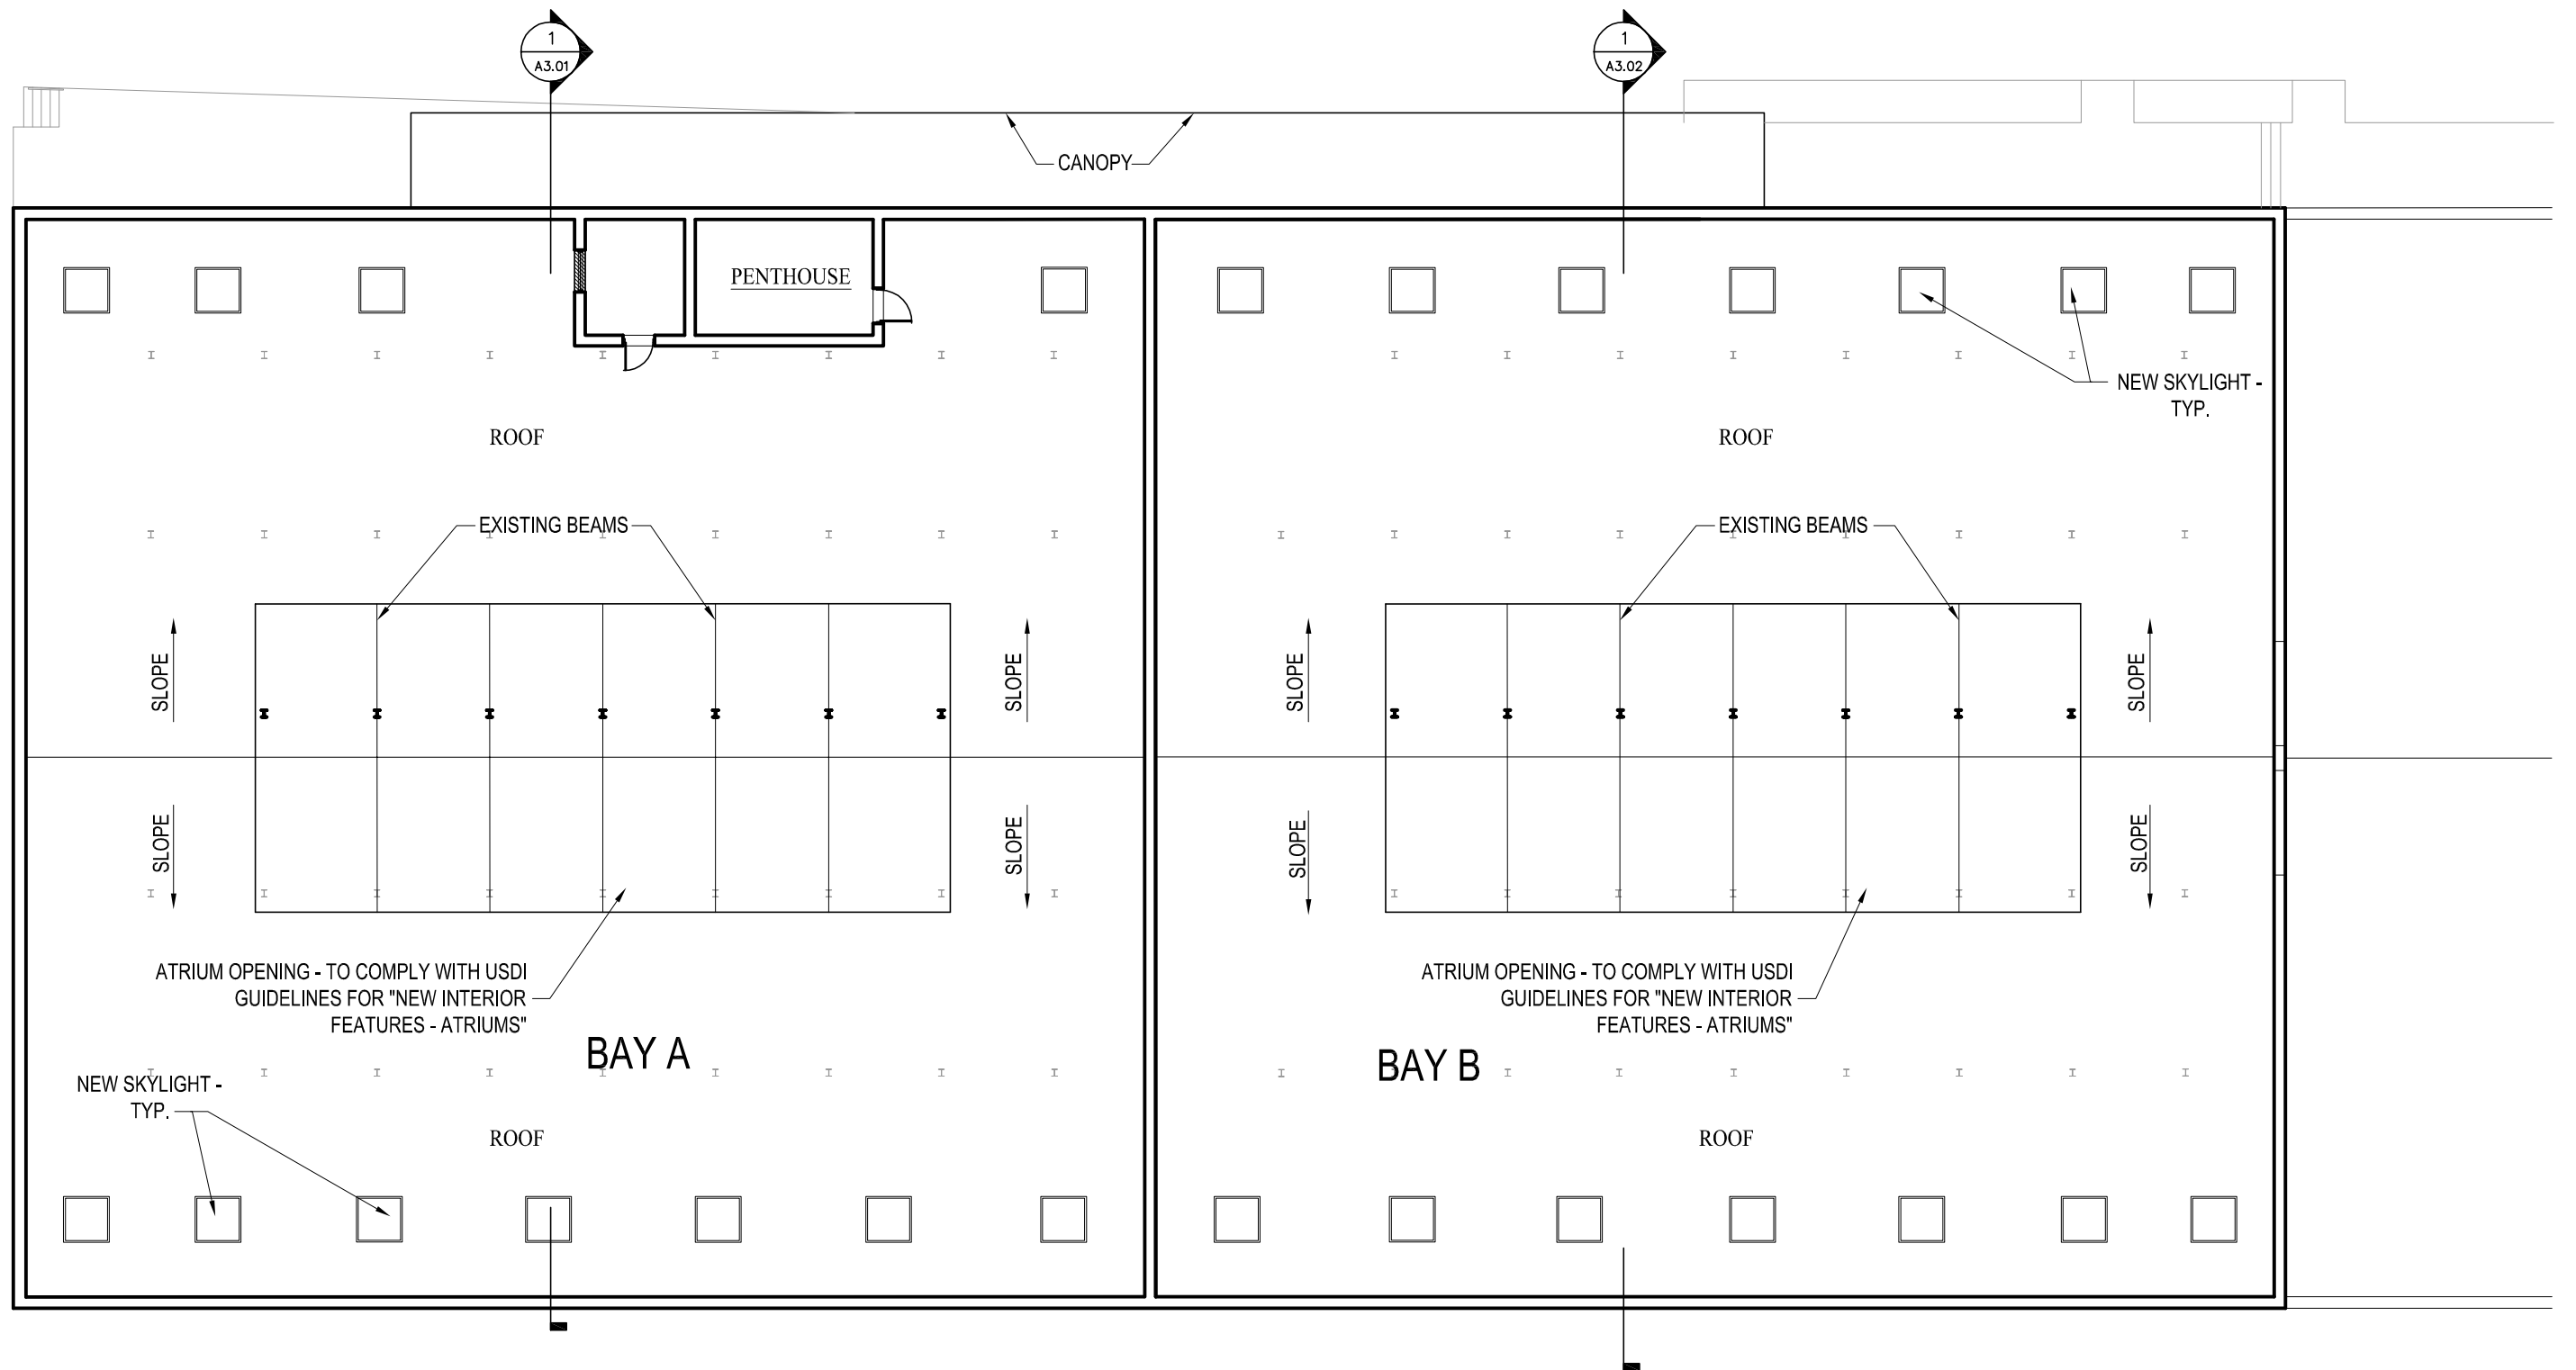 1
A3.01
1
A3.02
CANOPY
PENTHOUSE
NEW SKYLIGHT -
TYP.
ROOF
ROOF
EXISTING BEAMS
EXISTING BEAMS
SLOPE
SLOPE
SLOPE
SLOPE
SLOPE
SLOPE
SLOPE
SLOPE
ATRIUM OPENING - TO COMPLY WITH USDI
GUIDELINES FOR "NEW INTERIOR
FEATURES - ATRIUMS"
ATRIUM OPENING - TO COMPLY WITH USDI
GUIDELINES FOR "NEW INTERIOR
FEATURES - ATRIUMS"
BAY A
BAY B
NEW SKYLIGHT -
TYP.
ROOF
ROOF